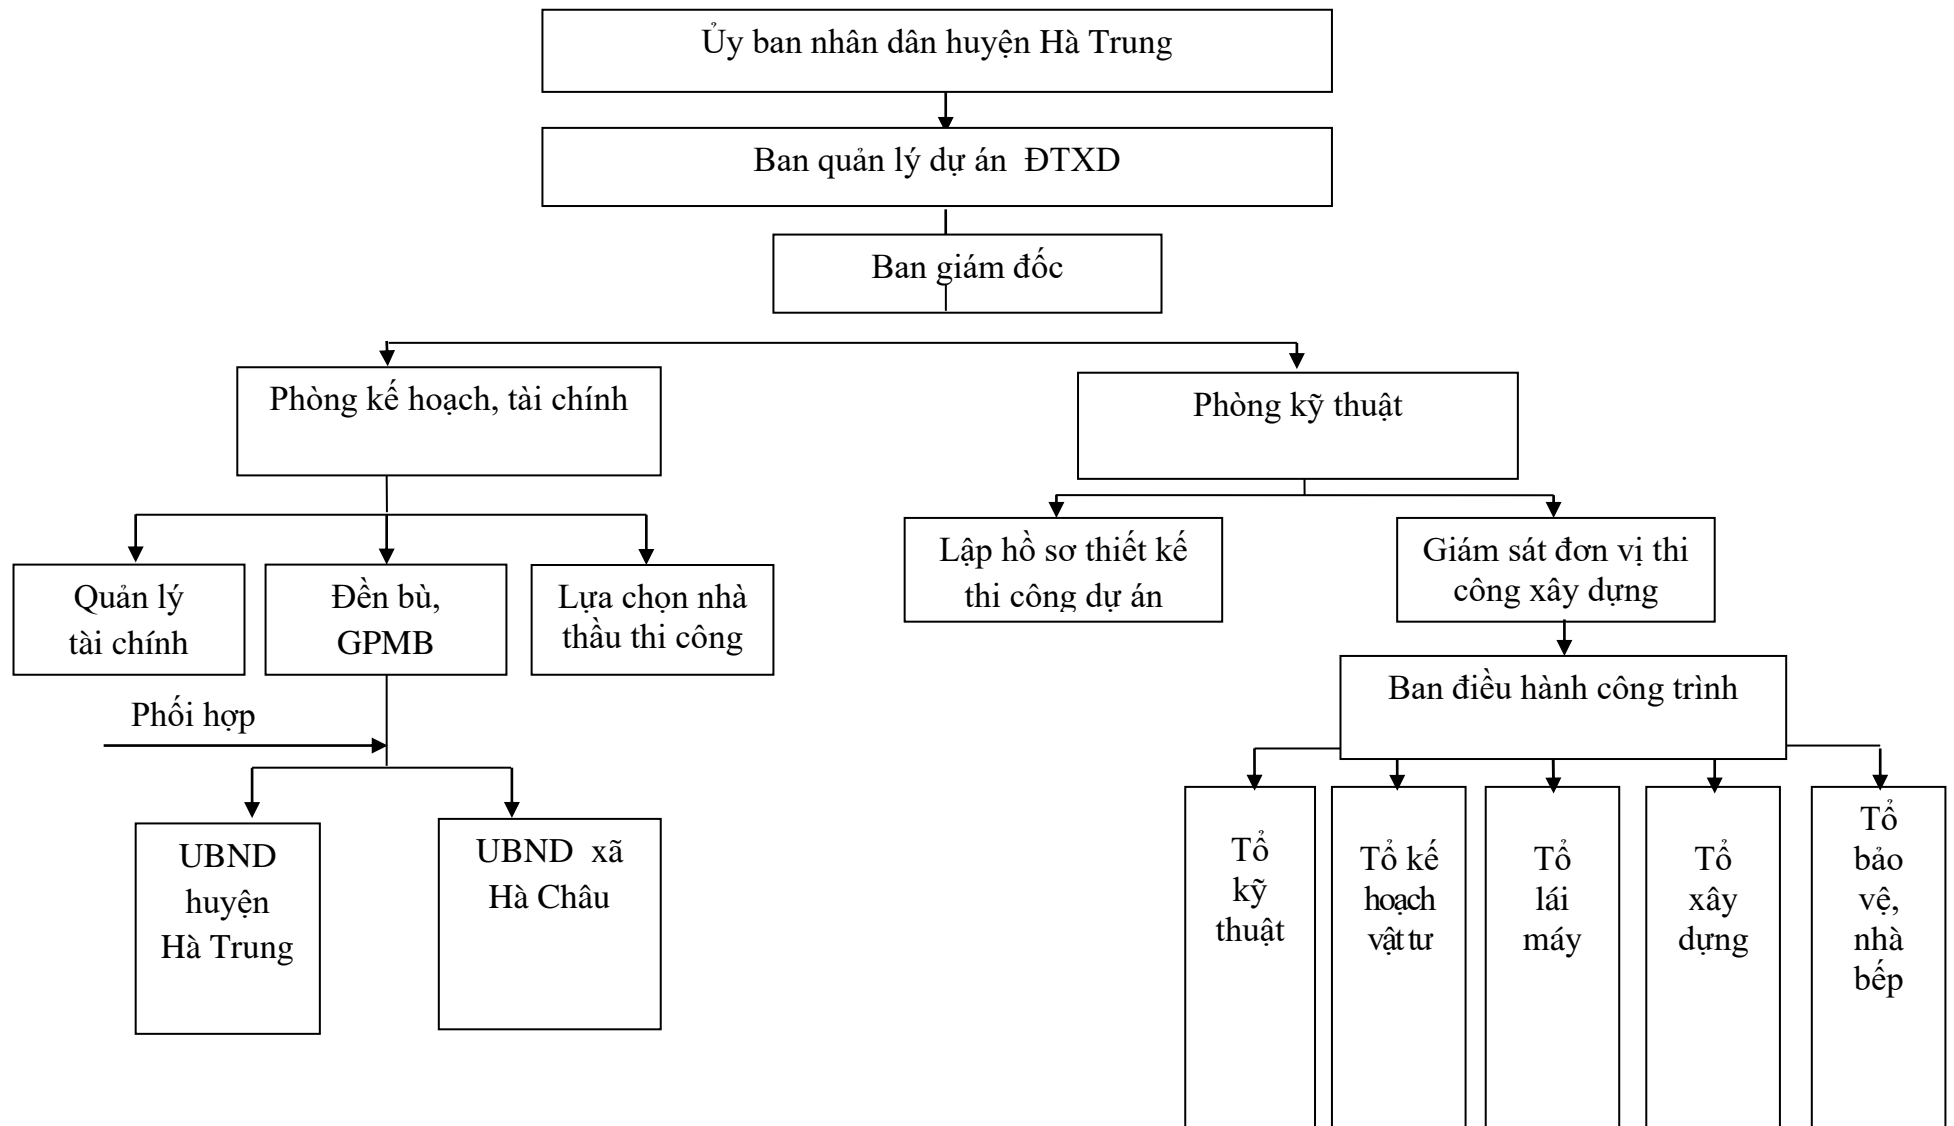 Ủy ban nhân dân huyện Hà Trung
Ban quản lý dự án ĐTXD
Ban giám đốc
Phòng kế hoạch, tài chính
Phòng kỹ thuật
Quản lý
tài chính
Đền bù,
GPMB
Lựa chọn nhà
thầu thi công
Lập hồ sơ thiết kế
thi công dự án
Giám sát đơn vị thi
công xây dựng
Phối hợp
Ban điều hành công trình
UBND
huyện
Hà Trung
UBND xã
Hà Châu
Tổ
kỹ
thuật
Tổ kế
hoạch
vật tư
Tổ
lái
máy
Tổ
xây
dựng
Tổ
bảo
vệ,
nhà
bếp